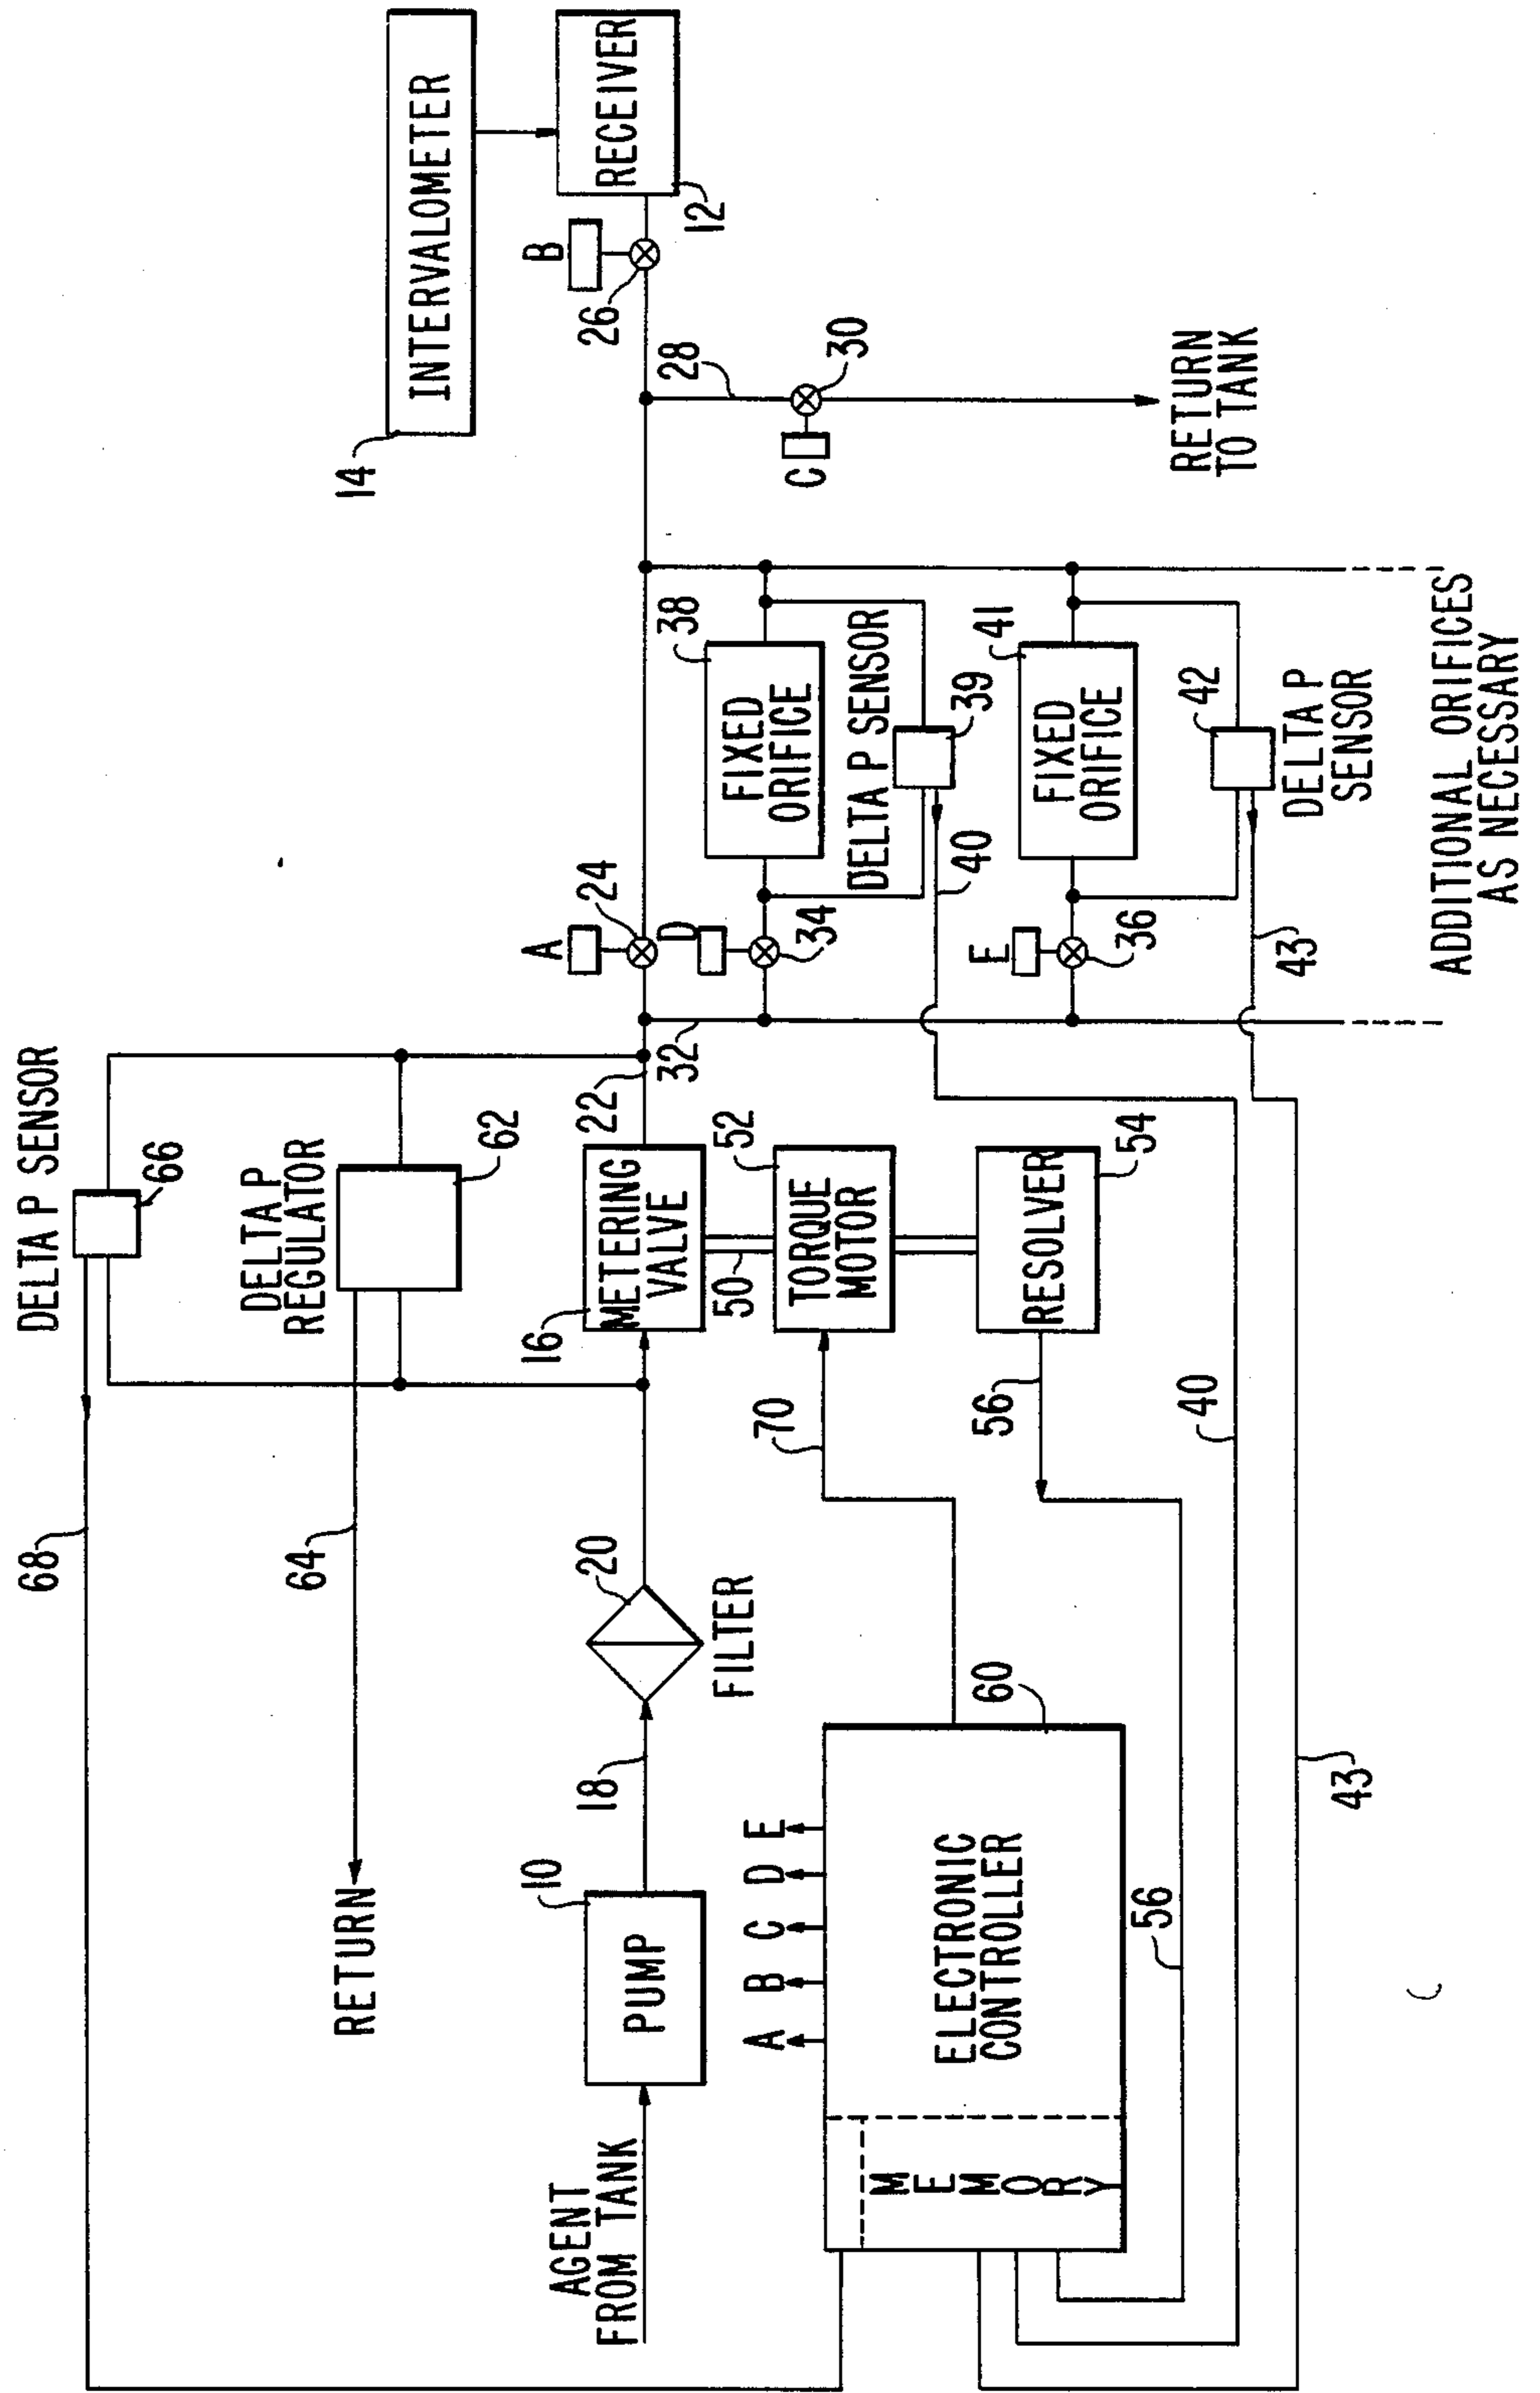 DELTA P SENSOR
66
68
DELTA P
REGULATOR
62
64
RETURN
14
INTERVALOMETER
AGENT
FROM TANK
10
PUMP
18
20
FILTER
16
METERING
VALVE
22
32
A
24
26
B
RECEIVER
12
28
C
30
RETURN
TO TANK
D
34
38
FIXED
ORIFICE
DELTA P SENSOR
39
40
E
36
41
FIXED
ORIFICE
42
DELTA P
SENSOR
43
ADDITIONAL ORIFICES
AS NECESSARY
50
52
TORQUE
MOTOR
70
RESOLVER
54
56
40
A B C D E
60
MEMORY
ELECTRONIC
CONTROLLER
56
43